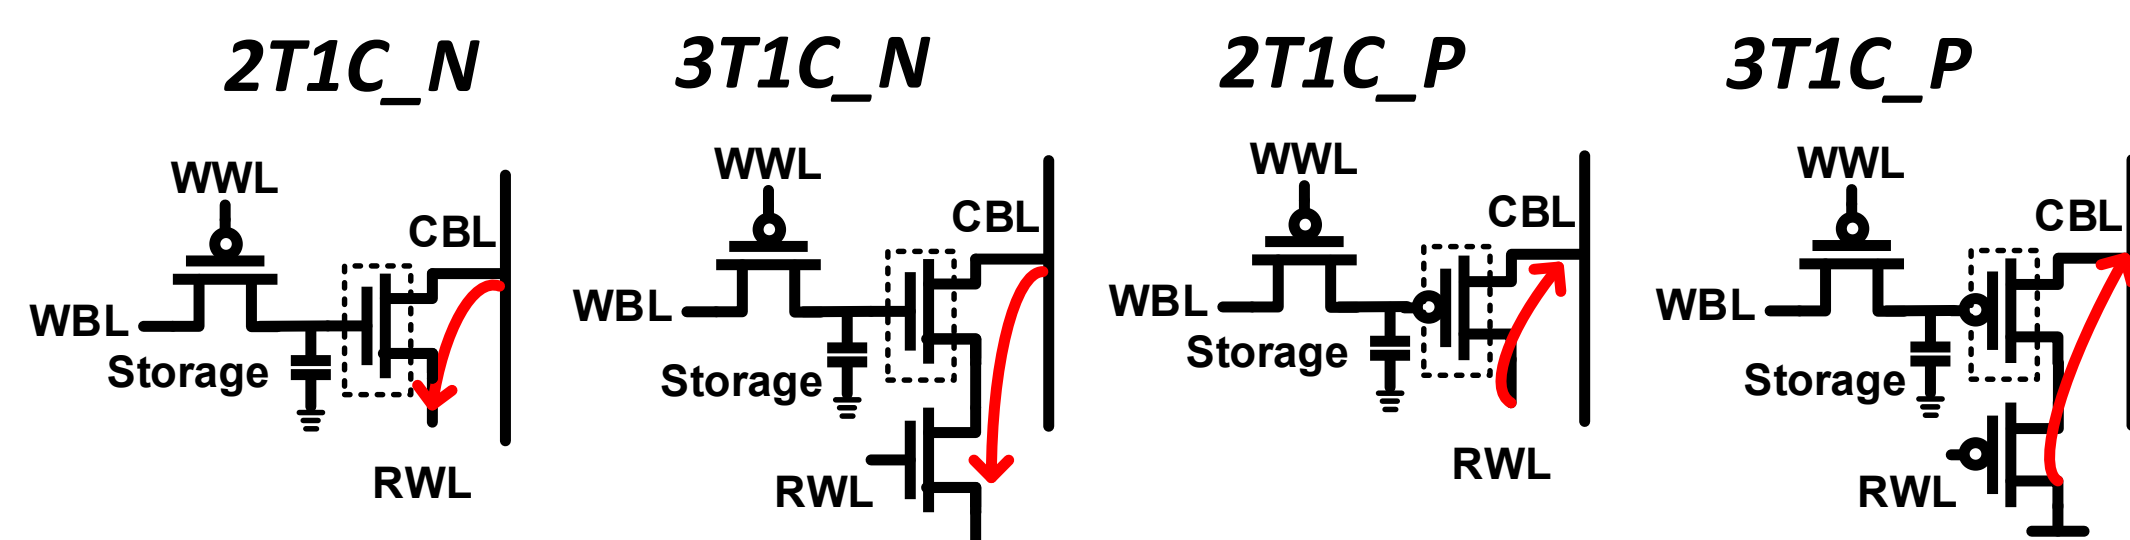 2T1C_N
WWL
CBL
WBL
Storage
RWL
3T1C_N
WWL
CBL
WBL
Storage
RWL
2T1C_P
WWL
CBL
WBL
Storage
RWL
3T1C_P
WWL
CBL
WBL
Storage
RWL